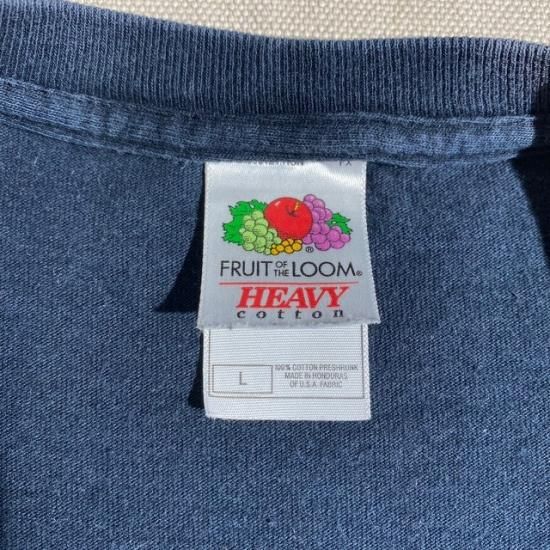 FRUIT OF THE LOOM®
HEAVY
cotton
L
100% COTTON PRESHRUNK
MADE IN HONDURAS
OF U.S.A. FABRIC